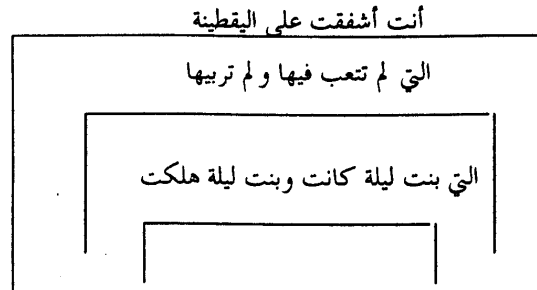 أنت أشفقت على اليقطينة
التي لم تتعب فيها و لم تربيها
التي بنت ليلة كانت وبنت ليلة هلكت